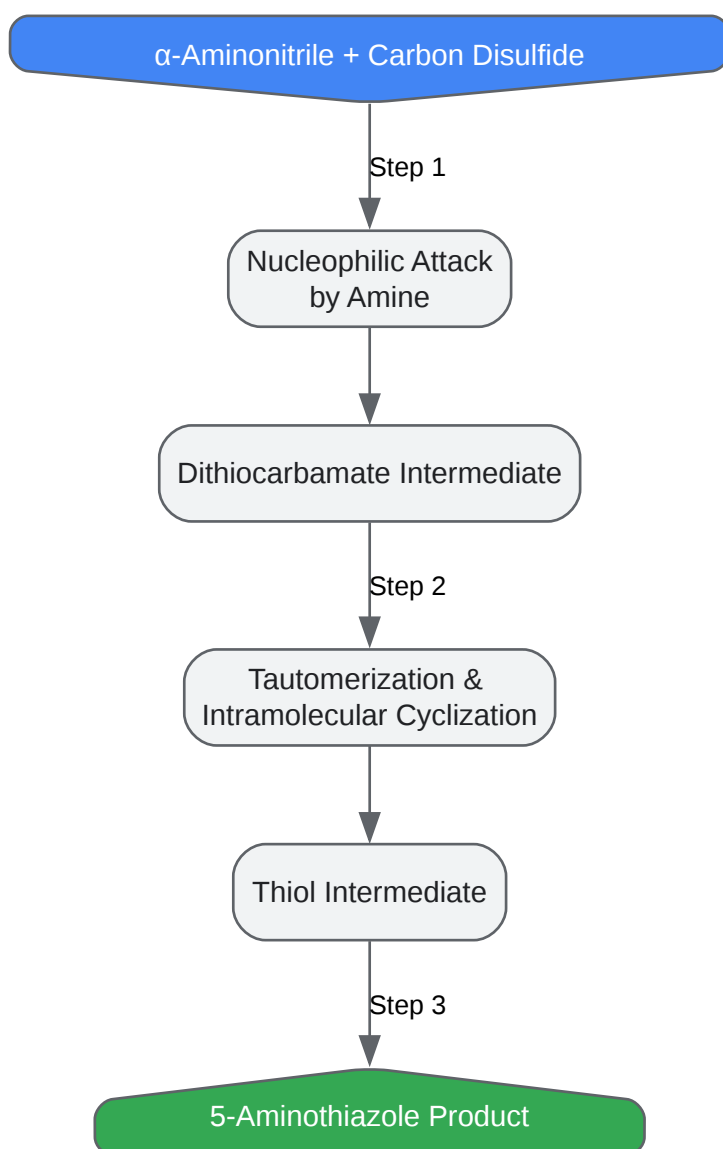 α-Aminonitrile + Carbon Disulfide
Step 1
Nucleophilic Attack
by Amine
Dithiocarbamate Intermediate
Step 2
Tautomerization &
Intramolecular Cyclization
Thiol Intermediate
Step 3
5-Aminothiazole Product